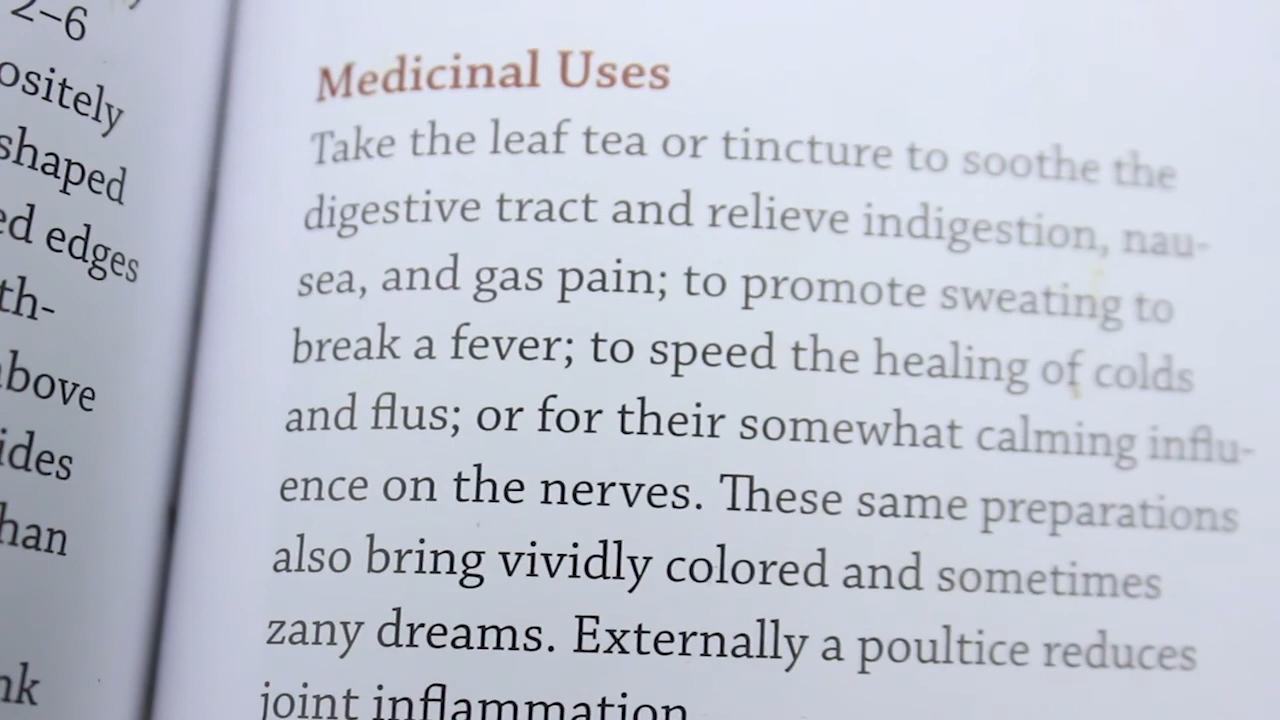 2–6
ositely
shaped
ed edges
th-
above
ides
han
nk
Medicinal Uses
Take the leaf tea or tincture to soothe the
digestive tract and relieve indigestion, nau-
sea, and gas pain; to promote sweating to
break a fever; to speed the healing of colds
and flus; or for their somewhat calming influ-
ence on the nerves. These same preparations
also bring vividly colored and sometimes
zany dreams. Externally a poultice reduces
joint inflammation.